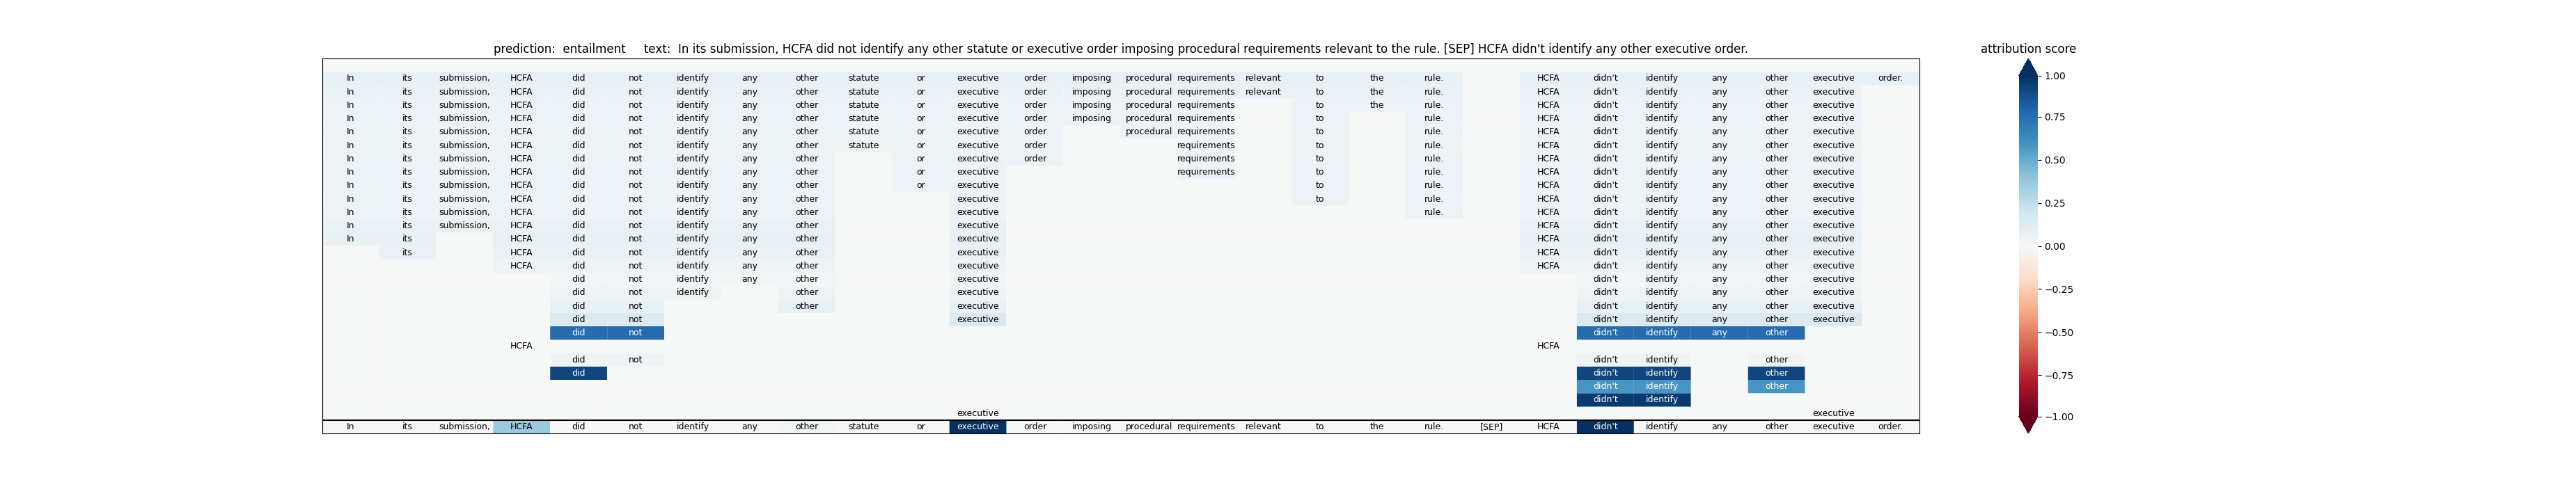 prediction: entailment text: In its submission, HCFA did not identify any other statute or executive order imposing procedural requirements relevant to the rule. [SEP] HCFA didn't identify any other executive order.
attribution score
In its submission, HCFA did not identify any other statute or executive order imposing procedural requirements relevant to the rule. HCFA didn't identify any other executive order.
In its submission, HCFA did not identify any other statute or executive order imposing procedural requirements relevant to the rule. HCFA didn't identify any other executive
In its submission, HCFA did not identify any other statute or executive order imposing procedural requirements to the rule. HCFA didn't identify any other executive
In its submission, HCFA did not identify any other statute or executive order imposing procedural requirements to rule. HCFA didn't identify any other executive
In its submission, HCFA did not identify any other statute or executive order procedural requirements to rule. HCFA didn't identify any other executive
In its submission, HCFA did not identify any other statute or executive order requirements to rule. HCFA didn't identify any other executive
In its submission, HCFA did not identify any other or executive order requirements to rule. HCFA didn't identify any other executive
In its submission, HCFA did not identify any other or executive requirements to rule. HCFA didn't identify any other executive
In its submission, HCFA did not identify any other or executive to rule. HCFA didn't identify any other executive
In its submission, HCFA did not identify any other executive to rule. HCFA didn't identify any other executive
In its submission, HCFA did not identify any other executive rule. HCFA didn't identify any other executive
In its submission, HCFA did not identify any other executive HCFA didn't identify any other executive
In its HCFA did not identify any other executive HCFA didn't identify any other executive
its HCFA did not identify any other executive HCFA didn't identify any other executive
HCFA did not identify any other executive HCFA didn't identify any other executive
did not identify any other executive didn't identify any other executive
did not identify other executive didn't identify any other executive
did not other executive didn't identify any other executive
did not executive didn't identify any other executive
did not didn't identify any other
HCFA HCFA
did not didn't identify other
did didn't identify other
didn't identify other
didn't identify
executive executive
In its submission, HCFA did not identify any other statute or executive order imposing procedural requirements relevant to the rule. [SEP] HCFA didn't identify any other executive order.
1.00
0.75
0.50
0.25
0.00
−0.25
−0.50
−0.75
−1.00